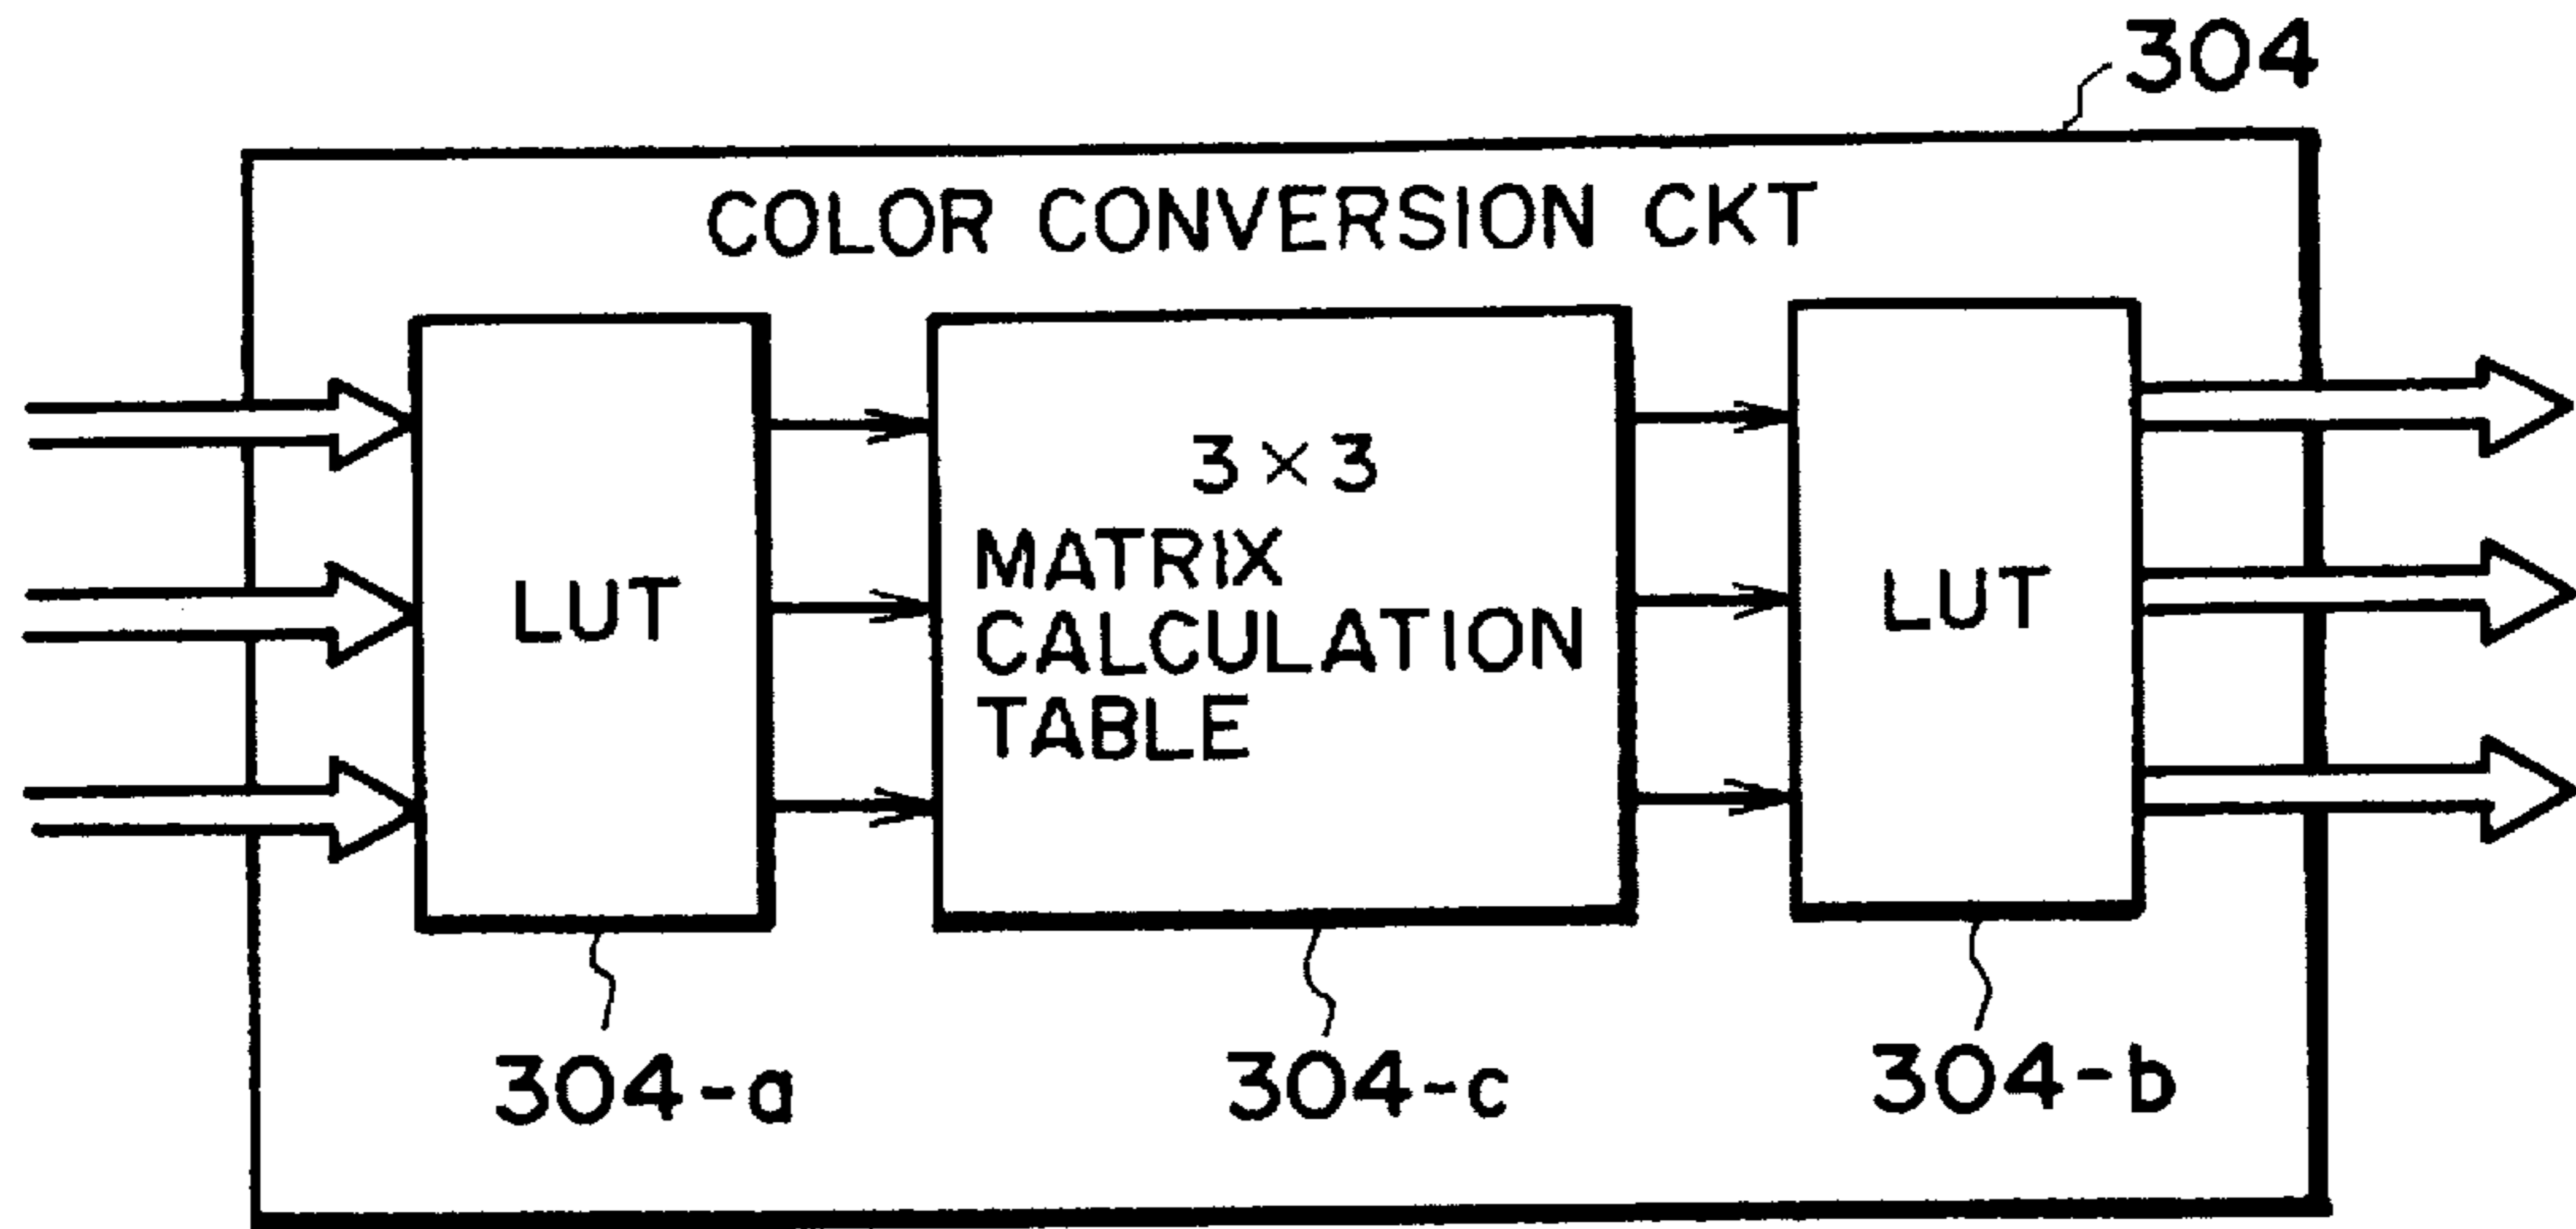 304
COLOR CONVERSION CKT
LUT
3×3
MATRIX
CALCULATION
TABLE
LUT
304-a
304-c
304-b